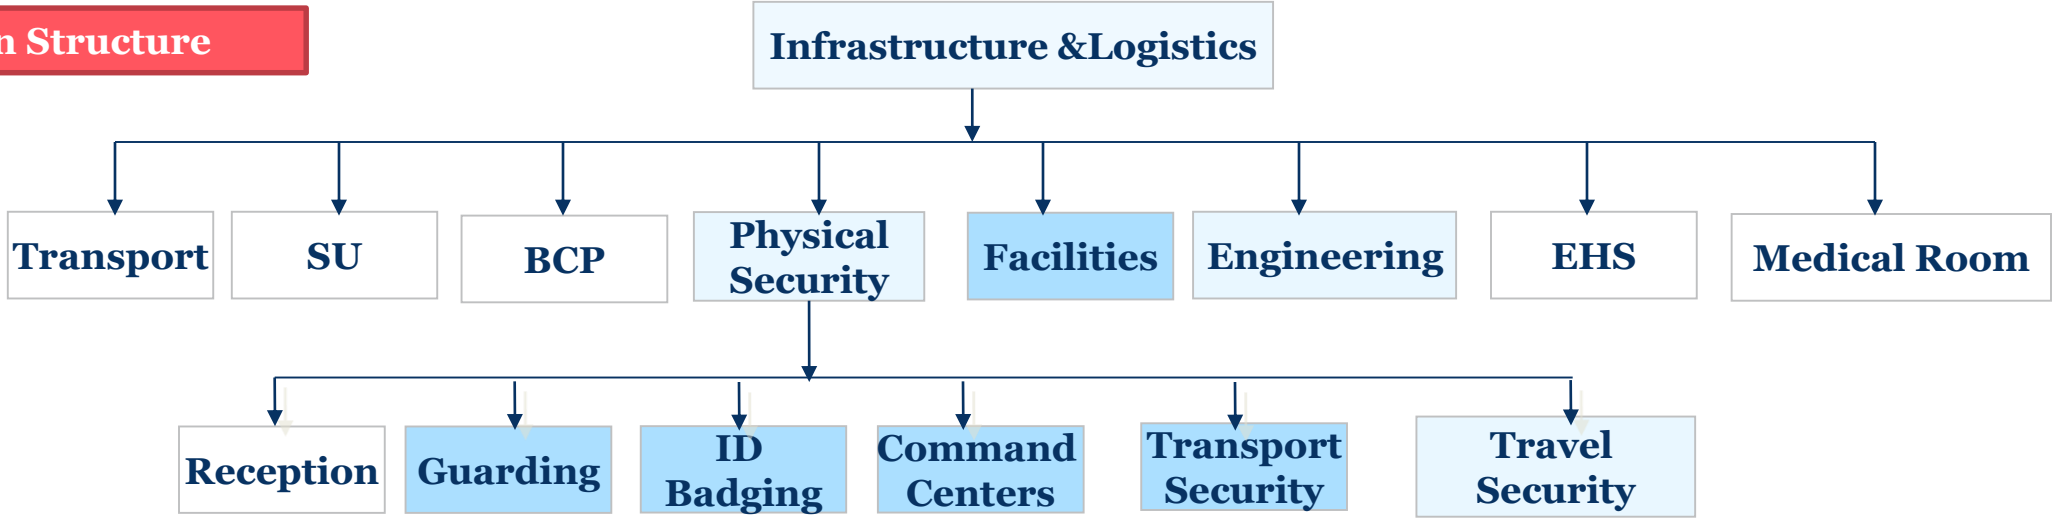 n Structure
Infrastructure &Logistics
Transport
SU
BCP
Physical
Security
Facilities
Engineering
EHS
Medical Room
Reception
Guarding
ID
Badging
Command
Centers
Transport
Security
Travel
Security